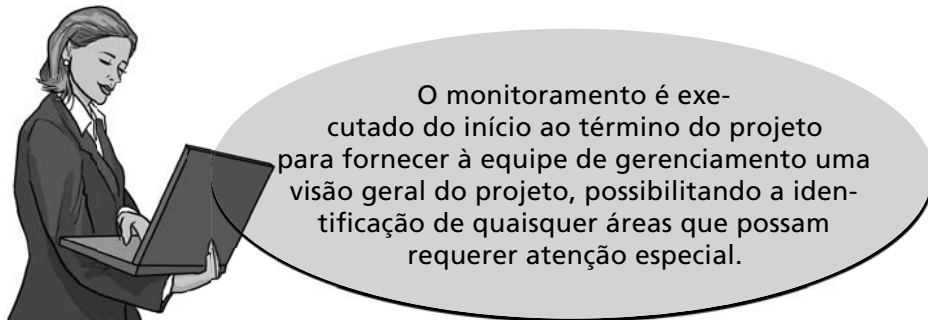 O monitoramento é exe-
cutado do início ao término do projeto
para fornecer à equipe de gerenciamento uma
visão geral do projeto, possibilitando a iden-
tificação de quaisquer áreas que possam
requerer atenção especial.